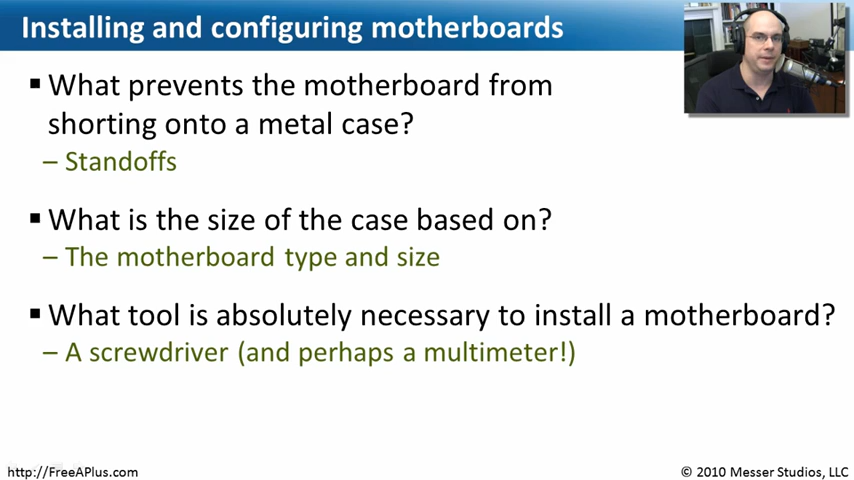 Installing and configuring motherboards
▪ What prevents the motherboard from
shorting onto a metal case?
– Standoffs
▪ What is the size of the case based on?
– The motherboard type and size
▪ What tool is absolutely necessary to install a motherboard?
– A screwdriver (and perhaps a multimeter!)
http://FreeAPlus.com
© 2010 Messer Studios, LLC